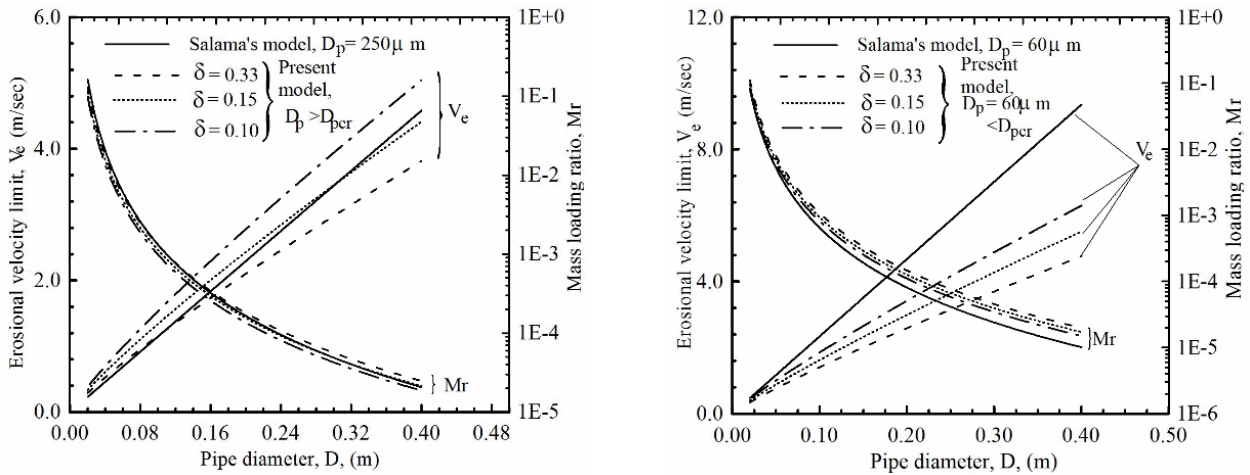 6.0
4.0
2.0
0.0
Erosional velocity limit, Ve (m/sec)
Salama's model, Dp = 250μ m
δ = 0.33
δ = 0.15
δ = 0.10
Present
model,
Dp >Dpcr
Ve
Mr
1E+0
1E-1
1E-2
1E-3
1E-4
1E-5
Mass loading ratio, Mr
0.00 0.08 0.16 0.24 0.32 0.40 0.48
Pipe diameter, D, (m)
12.0
8.0
4.0
0.0
Erosional velocity limit, Ve (m/sec)
Salama's model, Dp = 60μ m
δ = 0.33
δ = 0.15
δ = 0.10
Present
model,
Dp = 60μ m
<Dpcr
Ve
Mr
1E+0
1E-1
1E-2
1E-3
1E-4
1E-5
1E-6
Mass loading ratio, Mr
0.00 0.10 0.20 0.30 0.40 0.50
Pipe diameter, D, (m)